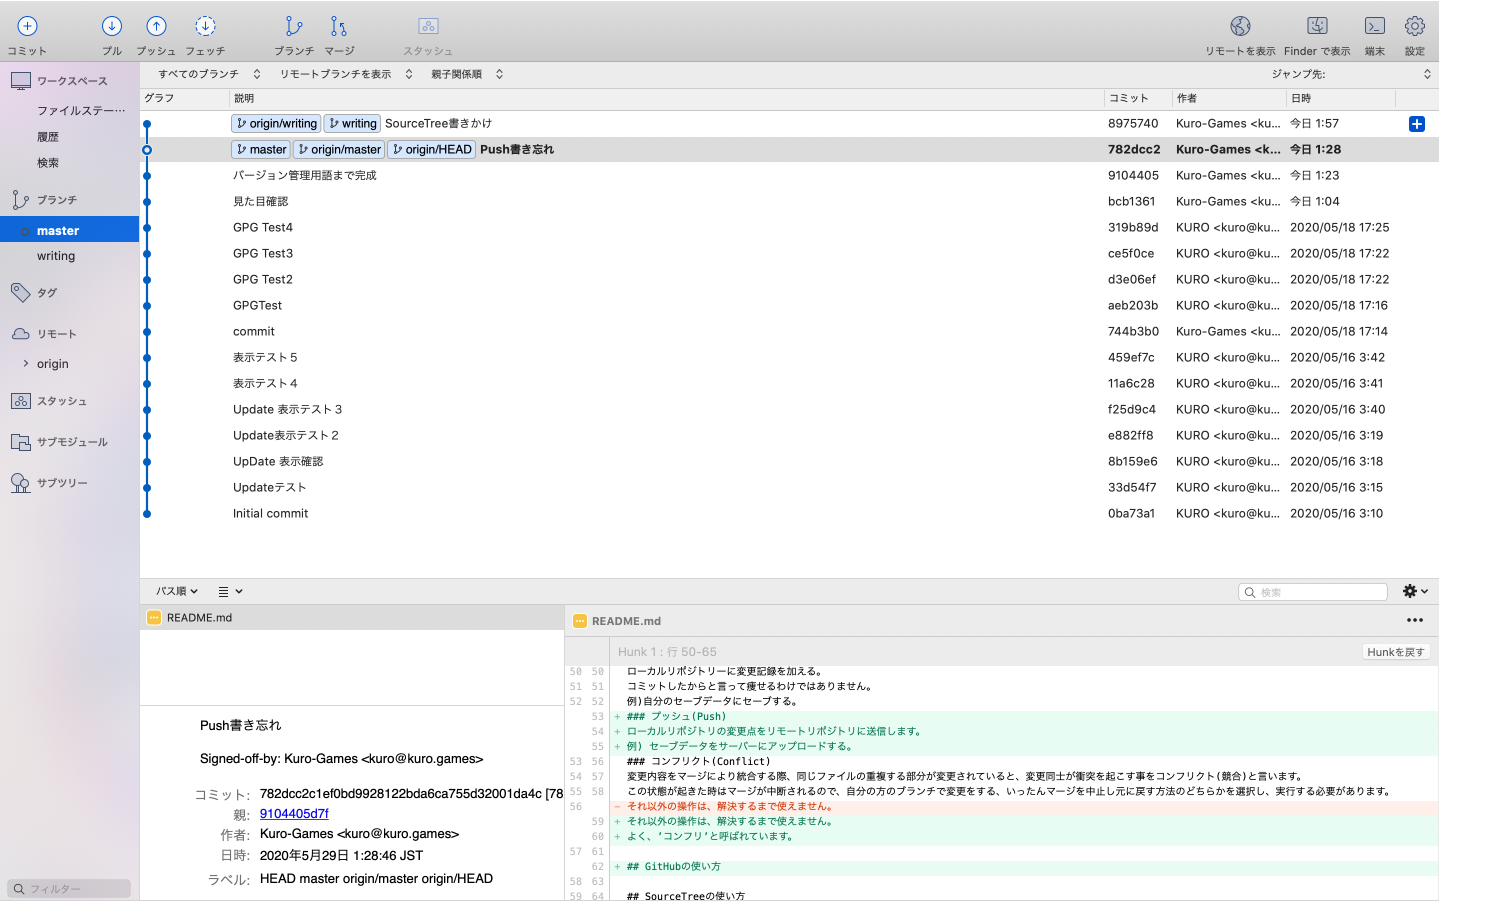 コミット プル プッシュ フェッチ ブランチ マージ スタッシュ リモートを表示 Finder で表示 端末 設定
ワークスペース
ファイルステー…
履歴
検索
ブランチ
master
writing
タグ
リモート
origin
スタッシュ
サブモジュール
サブツリー
フィルター
すべてのブランチ リモートブランチを表示 親子関係順 ジャンプ先:
グラフ 説明 コミット 作者 日時
origin/writing writing SourceTree書きかけ 8975740 Kuro-Games <ku... 今日 1:57
master origin/master origin/HEAD Push書き忘れ 782dcc2 Kuro-Games <k... 今日 1:28
バージョン管理用語まで完成 9104405 Kuro-Games <ku... 今日 1:23
見た目確認 bcb1361 Kuro-Games <ku... 今日 1:04
GPG Test4 319b89d KURO <kuro@ku... 2020/05/18 17:25
GPG Test3 ce5f0ce KURO <kuro@ku... 2020/05/18 17:22
GPG Test2 d3e06ef KURO <kuro@ku... 2020/05/18 17:22
GPGTest aeb203b KURO <kuro@ku... 2020/05/18 17:16
commit 744b3b0 Kuro-Games <ku... 2020/05/18 17:14
表示テスト５ 459ef7c KURO <kuro@ku... 2020/05/16 3:42
表示テスト４ 11a6c28 KURO <kuro@ku... 2020/05/16 3:41
Update 表示テスト３ f25d9c4 KURO <kuro@ku... 2020/05/16 3:40
Update表示テスト２ e882ff8 KURO <kuro@ku... 2020/05/16 3:19
UpDate 表示確認 8b159e6 KURO <kuro@ku... 2020/05/16 3:18
Updateテスト 33d54f7 KURO <kuro@ku... 2020/05/16 3:15
Initial commit 0ba73a1 KURO <kuro@ku... 2020/05/16 3:10
パス順 検索
README.md
Push書き忘れ
Signed-off-by: Kuro-Games <kuro@kuro.games>
コミット: 782dcc2c1ef0bd9928122bda6ca755d32001da4c [78
親: 9104405d7f
作者: Kuro-Games <kuro@kuro.games>
日時: 2020年5月29日 1:28:46 JST
ラベル: HEAD master origin/master origin/HEAD
README.md
Hunk 1 : 行 50-65 Hunkを戻す
50 50 ローカルリポジトリーに変更記録を加える。
51 51 コミットしたからと言って痩せるわけではありません。
52 52 例)自分のセーブデータにセーブする。
53 + ### プッシュ(Push)
54 + ローカルリポジトリの変更点をリモートリポジトリに送信します。
55 + 例) セーブデータをサーバーにアップロードする。
53 56 ### コンフリクト(Conflict)
54 57 変更内容をマージにより統合する際、同じファイルの重複する部分が変更されていると、変更同士が衝突を起こす事をコンフリクト(競合)と言います。
55 58 この状態が起きた時はマージが中断されるので、自分の方のブランチで変更をする、いったんマージを中止し元に戻す方法のどちらかを選択し、実行する必要があります。
56 - それ以外の操作は、解決するまで使えません。
59 + それ以外の操作は、解決するまで使えません。
60 + よく、'コンフリ'と呼ばれています。
57 61
62 + ## GitHubの使い方
58 63
59 64 ## SourceTreeの使い方